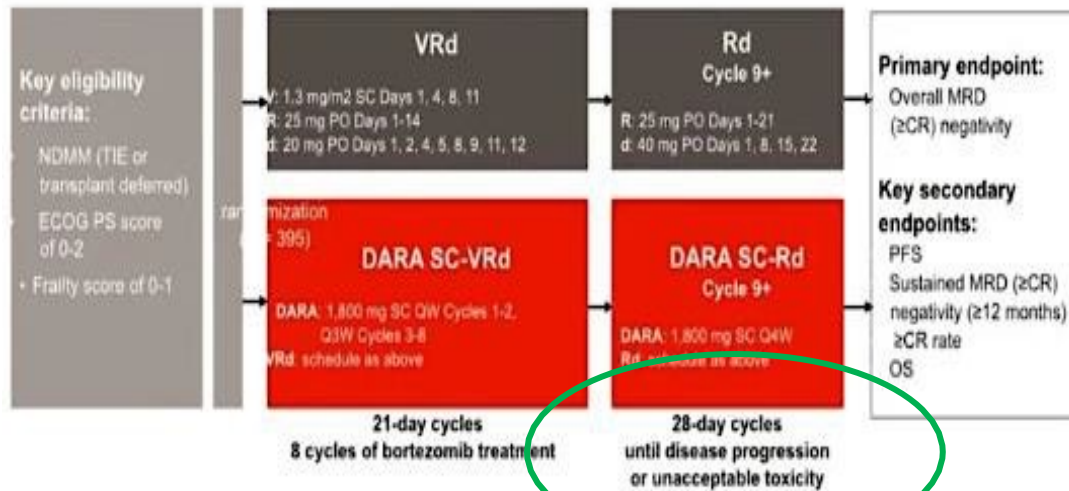 Key eligibility
criteria:
NDMM (TIE or
transplant deferred)
ECOG PS score
of 0-2
• Frailty score of 0-1
randomization
395)
VRd
V: 1.3 mg/m2 SC Days 1, 4, 8, 11
R: 25 mg PO Days 1-14
d: 20 mg PO Days 1, 2, 4, 5, 8, 9, 11, 12
Rd
Cycle 9+
R: 25 mg PO Days 1-21
d: 40 mg PO Days 1, 8, 15, 22
DARA SC-VRd
DARA: 1,800 mg SC QW Cycles 1-2,
Q3W Cycles 3-8
VRd: schedule as above
DARA SC-Rd
Cycle 9+
DARA: 1,800 mg SC Q4W
Rd: schedule as above
21-day cycles
8 cycles of bortezomib treatment
28-day cycles
until disease progression
or unacceptable toxicity
Primary endpoint:
Overall MRD
(≥CR) negativity
Key secondary
endpoints:
PFS
Sustained MRD (≥CR)
negativity (≥12 months)
≥CR rate
OS